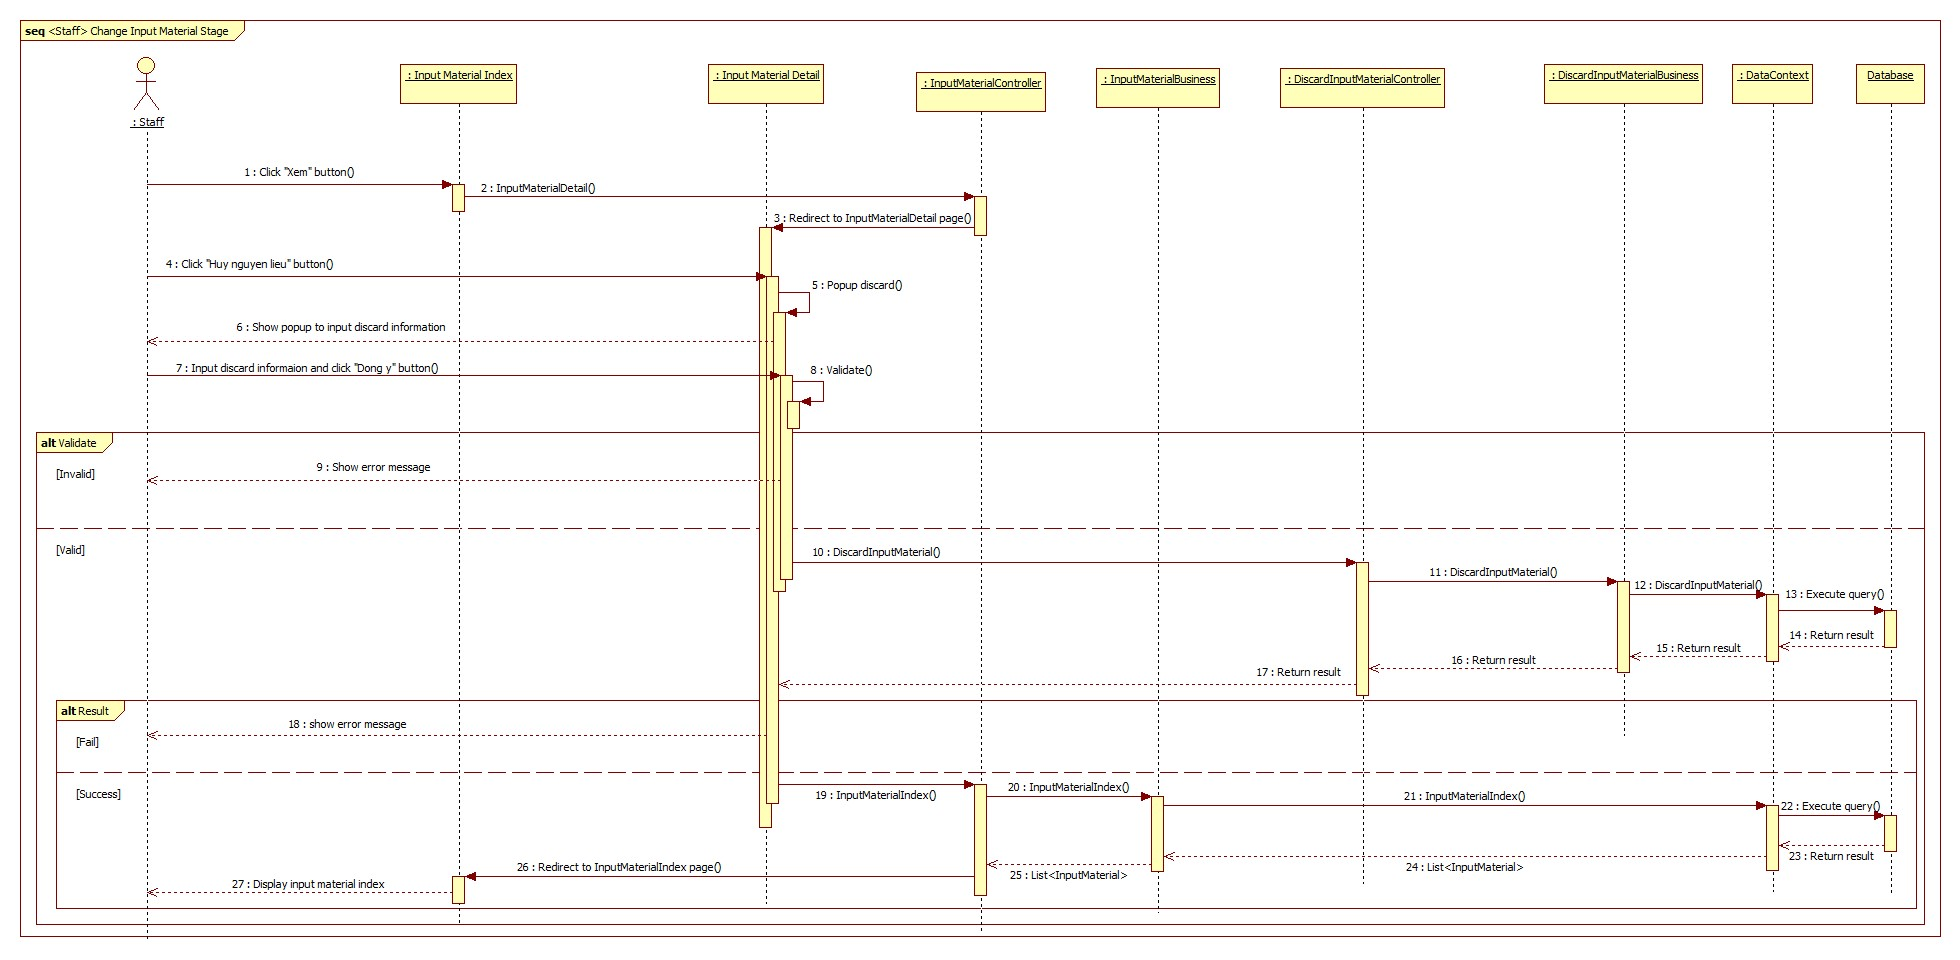 seq <Staff> Change Input Material Stage
: Staff
: Input Material Index
: Input Material Detail
: InputMaterialController
: InputMaterialBusiness
: DiscardInputMaterialController
: DiscardInputMaterialBusiness
: DataContext
Database
1 : Click "Xem" button()
2 : InputMaterialDetail()
3 : Redirect to InputMaterialDetail page()
4 : Click "Huy nguyen lieu" button()
5 : Popup discard()
6 : Show popup to input discard information
7 : Input discard informaion and click "Dong y" button()
8 : Validate()
alt Validate
[Invalid]
9 : Show error message
[Valid]
10 : DiscardInputMaterial()
11 : DiscardInputMaterial()
12 : DiscardInputMaterial()
13 : Execute query()
14 : Return result
15 : Return result
16 : Return result
17 : Return result
alt Result
[Fail]
18 : show error message
[Success]
19 : InputMaterialIndex()
20 : InputMaterialIndex()
21 : InputMaterialIndex()
22 : Execute query()
23 : Return result
24 : List<InputMaterial>
25 : List<InputMaterial>
26 : Redirect to InputMaterialIndex page()
27 : Display input material index